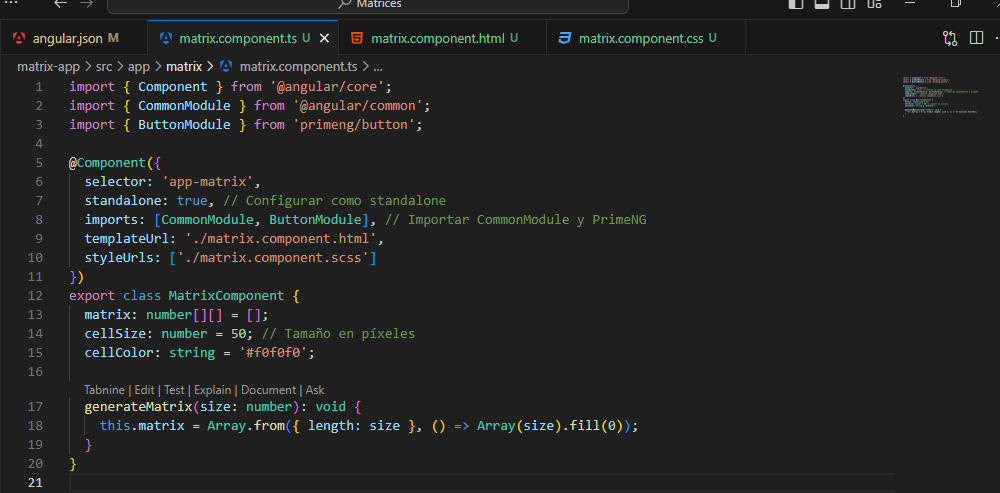 Matrices
angular.json M
matrix.component.ts U
matrix.component.html U
matrix.component.css U
matrix-app > src > app > matrix > matrix.component.ts > ...
1 import { Component } from '@angular/core';
2 import { CommonModule } from '@angular/common';
3 import { ButtonModule } from 'primeng/button';
4
5 @Component({
6 selector: 'app-matrix',
7 standalone: true, // Configurar como standalone
8 imports: [CommonModule, ButtonModule], // Importar CommonModule y PrimeNG
9 templateUrl: './matrix.component.html',
10 styleUrls: ['./matrix.component.scss']
11 })
12 export class MatrixComponent {
13 matrix: number[][] = [];
14 cellSize: number = 50; // Tamaño en píxeles
15 cellColor: string = '#f0f0f0';
16
Tabnine | Edit | Test | Explain | Document | Ask
17 generateMatrix(size: number): void {
18 this.matrix = Array.from({ length: size }, () => Array(size).fill(0));
19 }
20 }
21